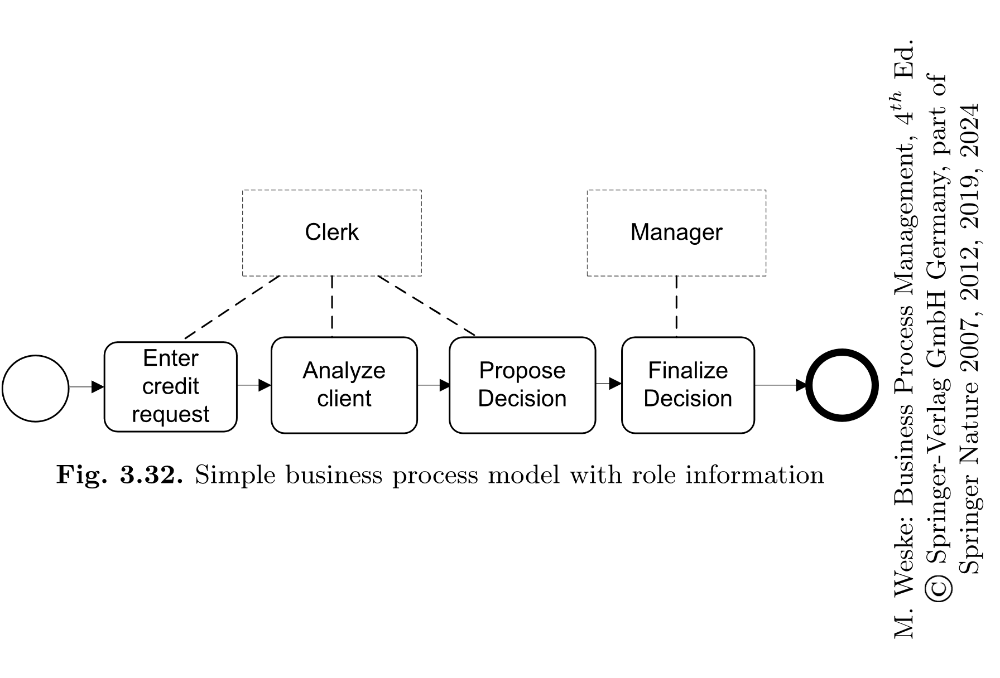 Clerk
Manager
Enter
credit
request
Analyze
client
Propose
Decision
Finalize
Decision
Fig. 3.32. Simple business process model with role information
M. Weske: Business Process Management, 4th Ed.
© Springer-Verlag GmbH Germany, part of
Springer Nature 2007, 2012, 2019, 2024